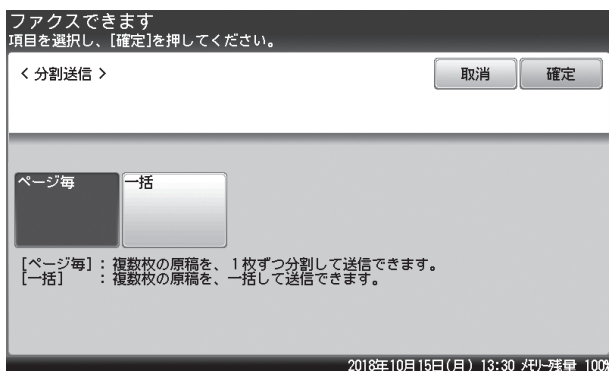 ファクスできます
項目を選択し、[確定]を押してください。
< 分割送信 >
取消
確定
ページ毎
一括
[ページ毎] : 複数枚の原稿を、1枚ずつ分割して送信できます。
[一括] : 複数枚の原稿を、一括して送信できます。
2018年10月15日(月) 13:30 メモリー残量 100%